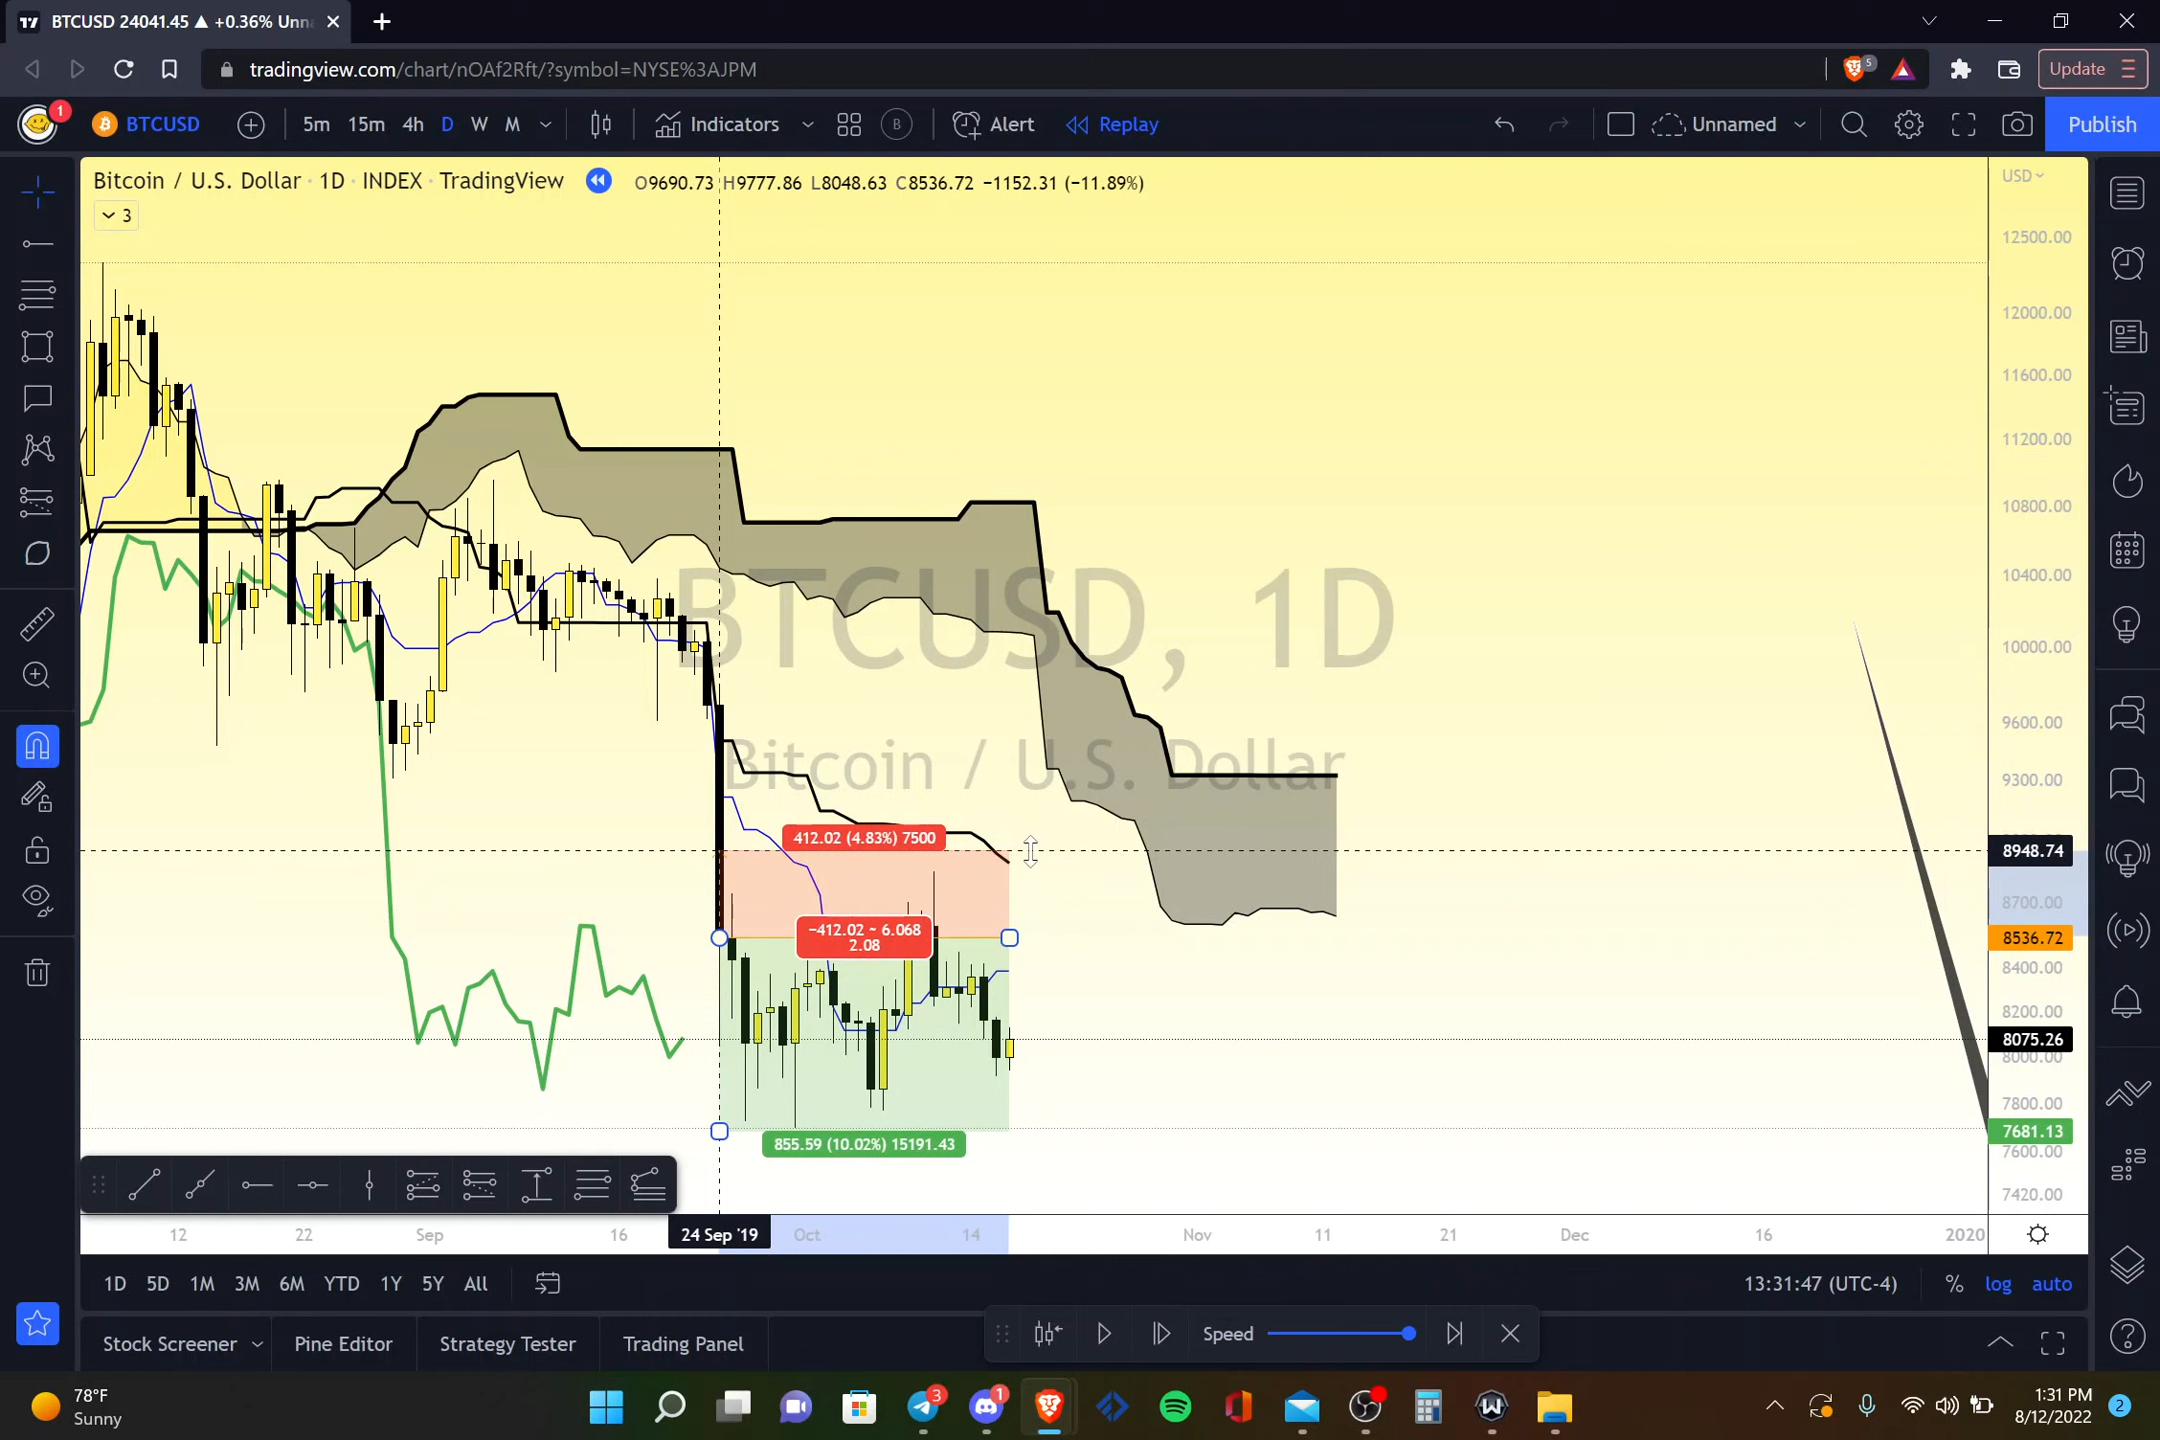 BTCUSD 24041.45 ▲ +0.36% Unn
tradingview.com/chart/nOAf2Rft/?symbol=NYSE%3AJPM
5
Update
1
BTCUSD
5m 15m 4h D W M
Indicators
B
Alert
Replay
Unnamed
Publish
Bitcoin / U.S. Dollar · 1D · INDEX · TradingView
O9690.73 H9777.86 L8048.63 C8536.72 −1152.31 (−11.89%)
USD
3
12500.00
12000.00
11600.00
11200.00
10800.00
10400.00
BTCUSD, 1D
10000.00
9600.00
Bitcoin / U.S. Dollar
9300.00
412.02 (4.83%) 7500
8948.74
8700.00
−412.02 ~ 6.068
2.08
8536.72
8400.00
8200.00
8075.26
8000.00
7800.00
7681.13
855.59 (10.02%) 15191.43
7600.00
7420.00
12 22 Sep 16 24 Sep '19 Oct 14 Nov 11 21 Dec 16 2020
1D 5D 1M 3M 6M YTD 1Y 5Y All
13:31:47 (UTC-4) % log auto
Stock Screener Pine Editor Strategy Tester Trading Panel
Speed
78°F
Sunny
3
1
1:31 PM
8/12/2022
2